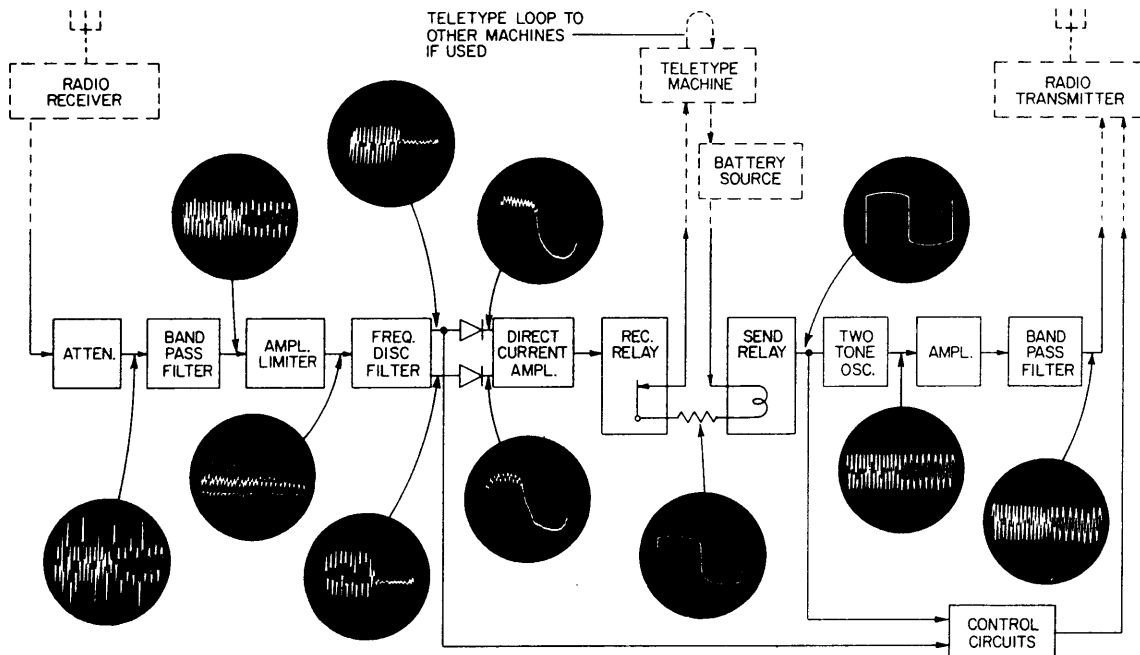 TELETYPE LOOP TO
OTHER MACHINES
IF USED
RADIO
RECEIVER
TELETYPE
MACHINE
RADIO
TRANSMITTER
BATTERY
SOURCE
ATTEN.
BAND
PASS
FILTER
AMPL.
LIMITER
FREQ.
DISC
FILTER
DIRECT
CURRENT
AMPL.
REC.
RELAY
SEND
RELAY
TWO
TONE
OSC.
AMPL.
BAND
PASS
FILTER
CONTROL
CIRCUITS